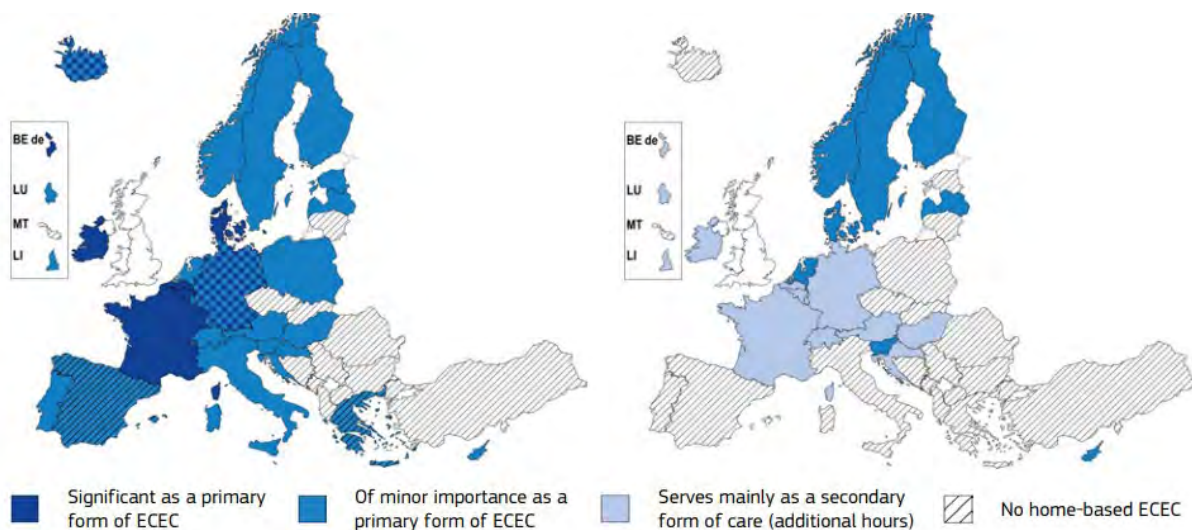 BE de
LU
MT
LI
BE de
LU
MT
LI
Significant as a primary
form of ECEC
Of minor importance as a
primary form of ECEC
Serves mainly as a secondary
form of care (additional hours)
No home-based ECEC